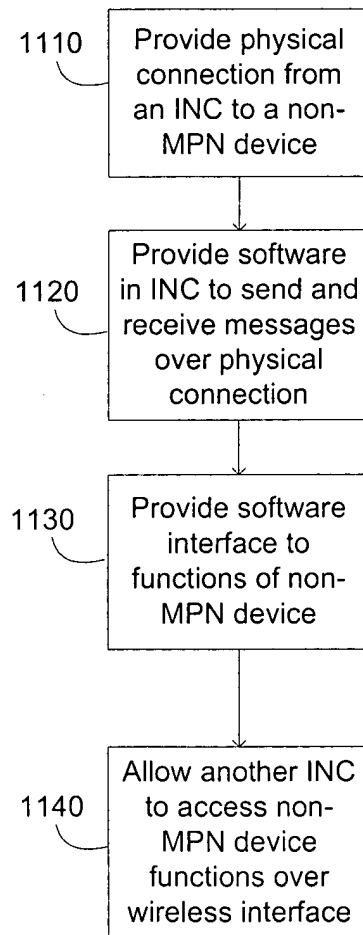 1110
Provide physical
connection from
an INC to a non-
MPN device
1120
Provide software
in INC to send and
receive messages
over physical
connection
1130
Provide software
interface to
functions of non-
MPN device
1140
Allow another INC
to access non-
MPN device
functions over
wireless interface